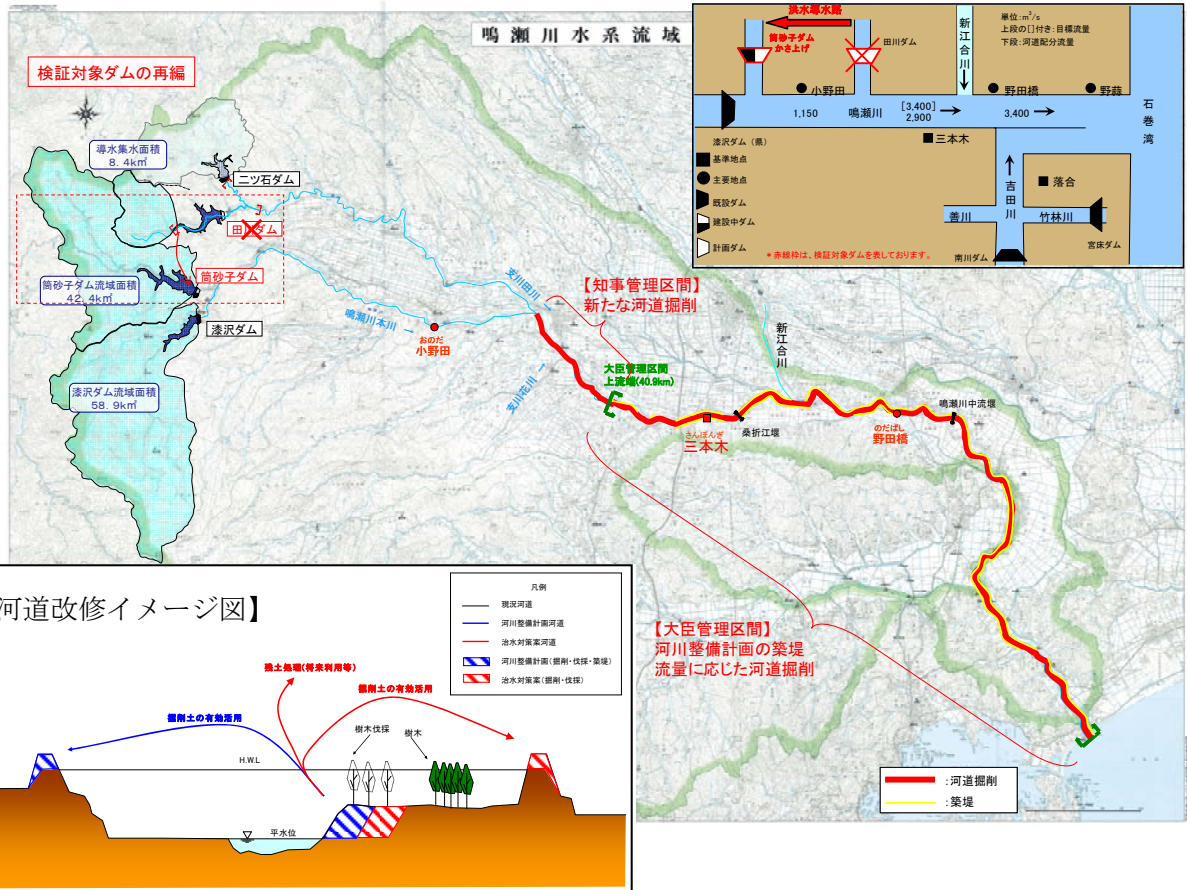 鳴瀬川水系流域
検証対象ダムの再編
導水集水面積
8.4km²
二ツ石ダム
田川ダム
筒砂子ダム
筒砂子ダム流域面積
42.4km²
漆沢ダム
漆沢ダム流域面積
58.9km²
支川田川
鳴瀬川本川
おのだ
小野田
支川花川
【知事管理区間】
新たな河道掘削
大臣管理区間
上流端(40.9km)
新江合川
さんぼんぎ
三本木
桑折江堰
のだばし
野田橋
鳴瀬川中流堰
【大臣管理区間】
河川整備計画の築堤
流量に応じた河道掘削
:河道掘削
:築堤
洪水導水路
筒砂子ダム
かさ上げ
田川ダム
新江合川
単位:m³/s
上段の[]付き:目標流量
下段:河道配分流量
小野田
野田橋
野蒜
1,150
鳴瀬川
[3,400]
2,900
3,400
石巻湾
漆沢ダム(県)
三本木
基準地点
主要地点
既設ダム
建設中ダム
計画ダム
吉田川
落合
善川
竹林川
宮床ダム
南川ダム
*赤線枠は、検証対象ダムを表しております。
河道改修イメージ図】
凡例
現況河道
河川整備計画河道
治水対策案河道
河川整備計画(掘削・伐採・築堤)
治水対策案(掘削・伐採)
残土処理(将来利用等)
掘削土の有効活用
掘削土の有効活用
樹木伐採
樹木
H.W.L
平水位